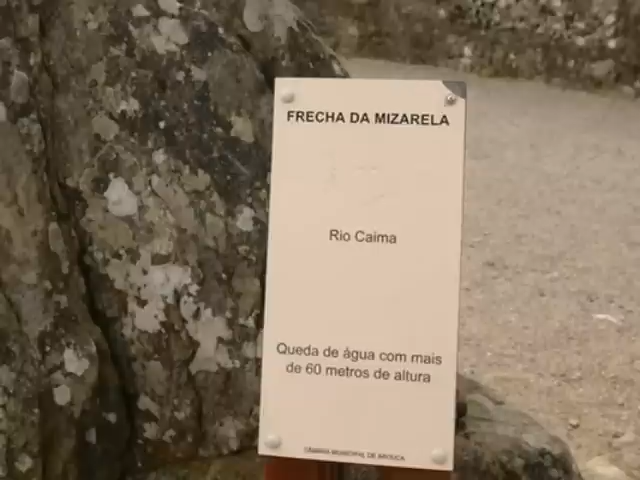 FRECHA DA MIZARELA
Rio Caima
Queda de água com mais
de 60 metros de altura
CÂMARA MUNICIPAL DE AROUCA